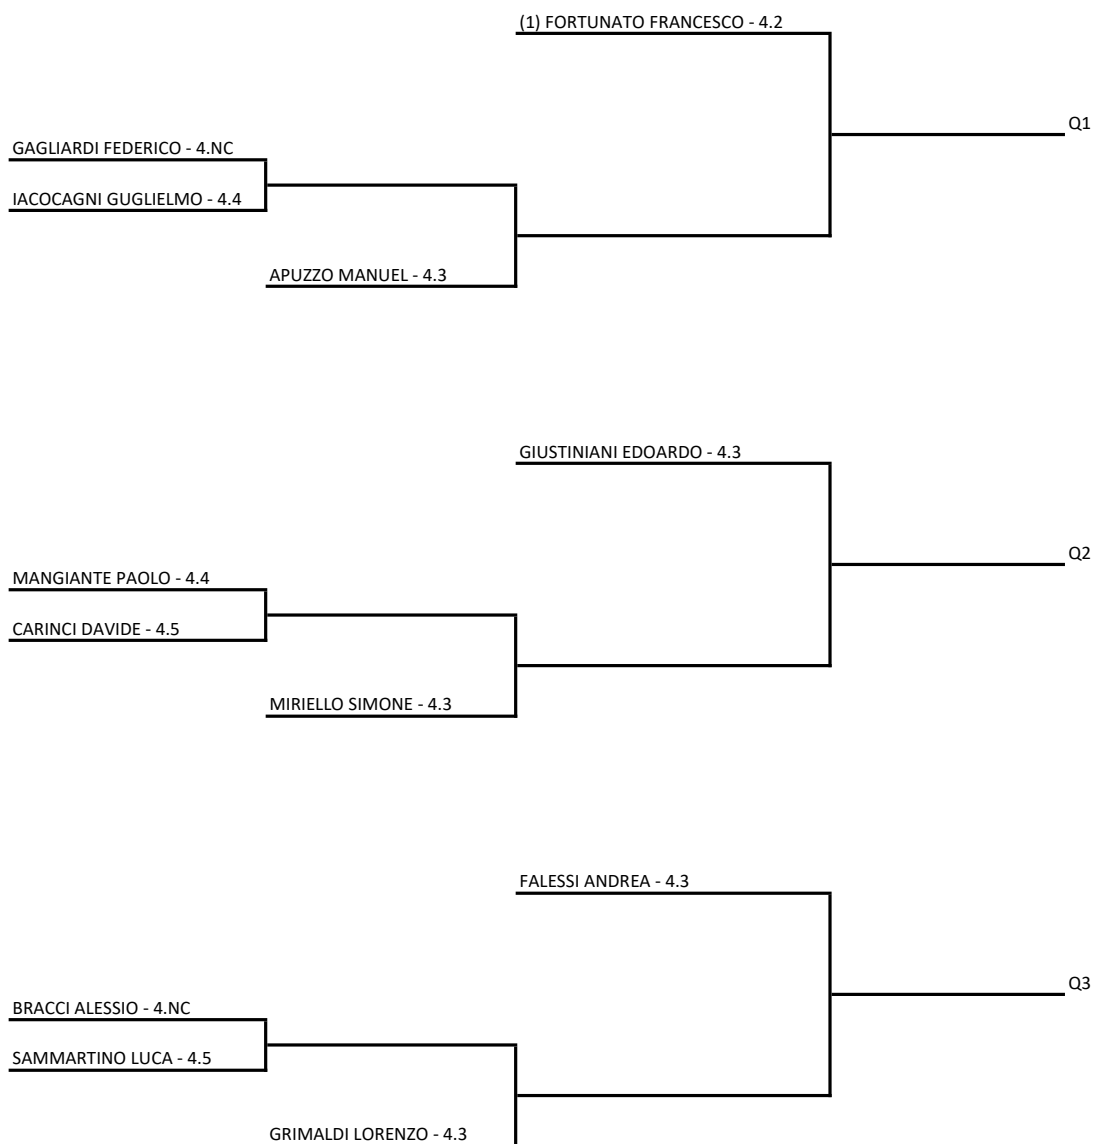 (1) FORTUNATO FRANCESCO - 4.2
Q1
GAGLIARDI FEDERICO - 4.NC
IACOCAGNI GUGLIELMO - 4.4
APUZZO MANUEL - 4.3
GIUSTINIANI EDOARDO - 4.3
Q2
MANGIANTE PAOLO - 4.4
CARINCI DAVIDE - 4.5
MIRIELLO SIMONE - 4.3
FALESSI ANDREA - 4.3
Q3
BRACCI ALESSIO - 4.NC
SAMMARTINO LUCA - 4.5
GRIMALDI LORENZO - 4.3